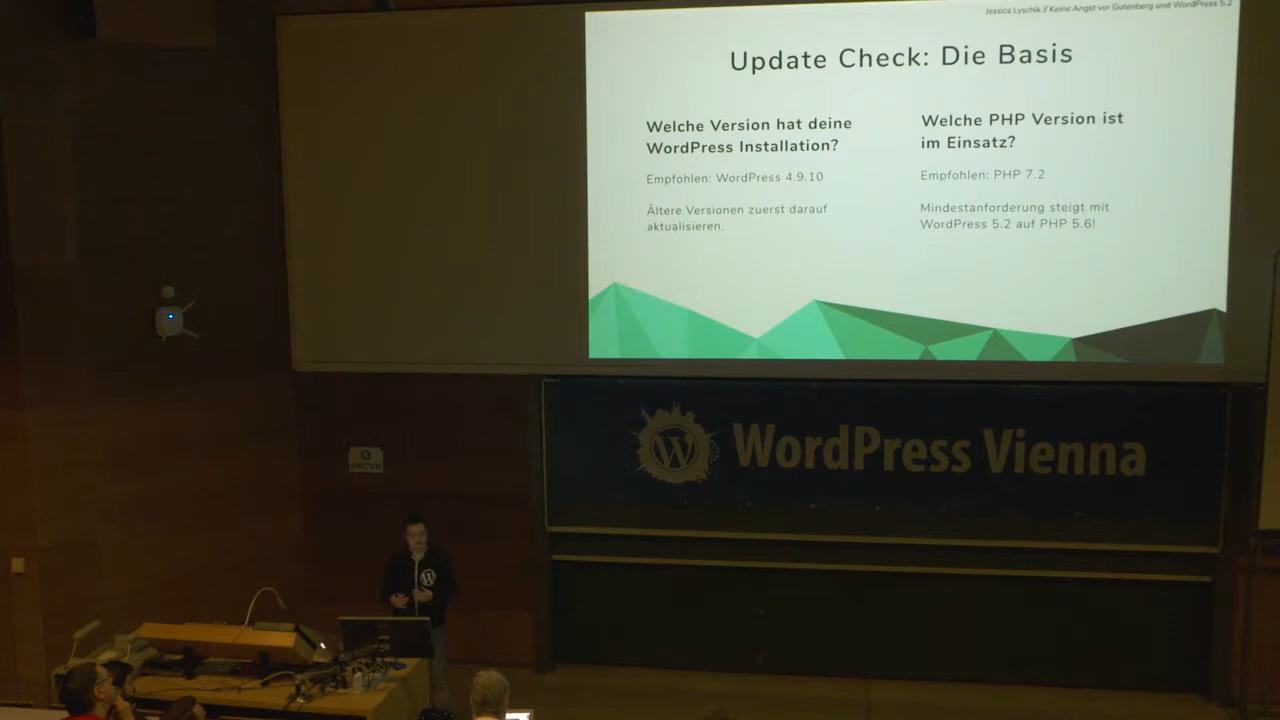 Jessica Lyschik // Keine Angst vor Gutenberg und WordPress 5.2
Update Check: Die Basis
Welche Version hat deine
WordPress Installation?
Empfohlen: WordPress 4.9.10
Ältere Versionen zuerst darauf
aktualisieren.
Welche PHP Version ist
im Einsatz?
Empfohlen: PHP 7.2
Mindestanforderung steigt mit
WordPress 5.2 auf PHP 5.6!
WordPress Vienna
#WCVIE